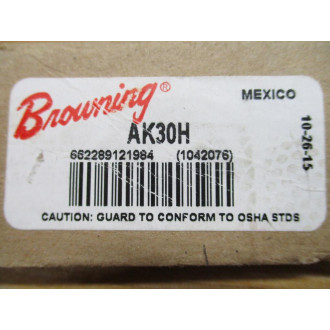 Browning®
MEXICO
AK30H
662289121984 (1042076)
10-26-15
CAUTION: GUARD TO CONFORM TO OSHA STDS